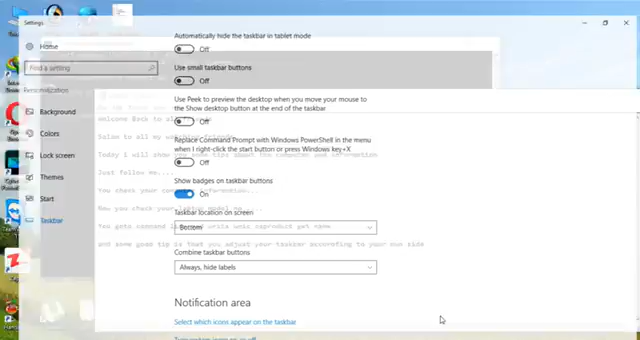 Settings
Home
Find a setting
Personalization
Background
Colors
Lock screen
Themes
Start
Taskbar
Automatically hide the taskbar in tablet mode
Off
Use small taskbar buttons
Off
Use Peek to preview the desktop when you move your mouse to
the Show desktop button at the end of the taskbar
Off
Replace Command Prompt with Windows PowerShell in the menu
when I right-click the start button or press Windows key+X
Off
Show badges on taskbar buttons
On
Taskbar location on screen
Bottom
Combine taskbar buttons
Always, hide labels
Notification area
Select which icons appear on the taskbar
Welcome Back to
Salam to all my
Today I will
tips about the computer and information
Just follow me....
You check your
Now you check your
get name
and some good tip is that you adjust your taskbar according to your own side